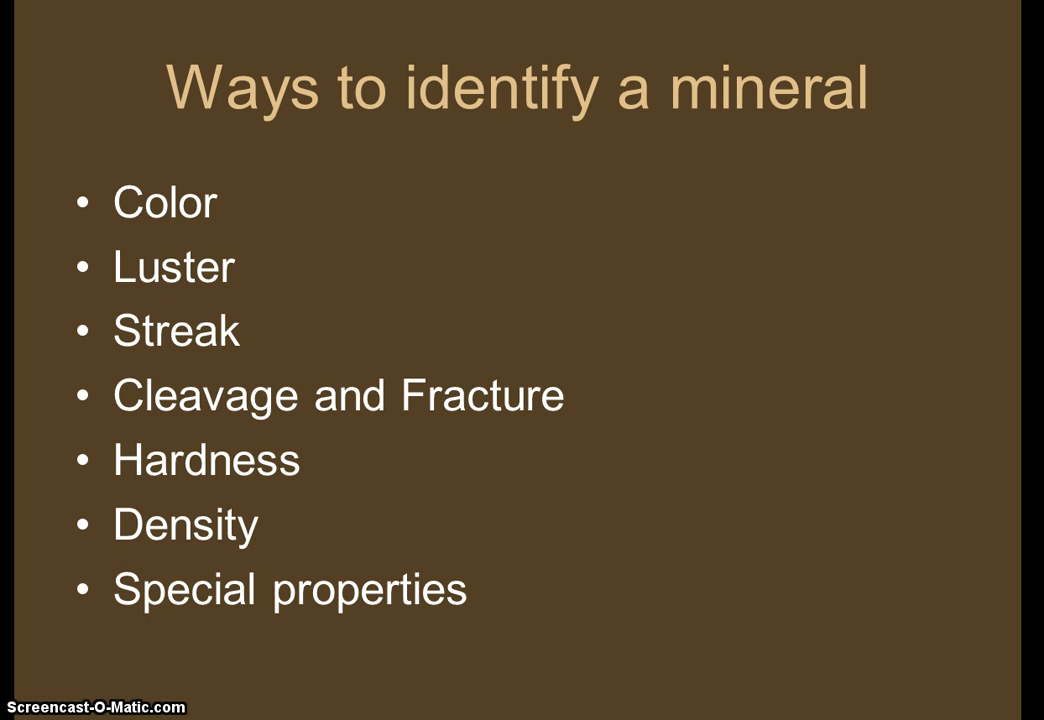 Ways to identify a mineral
• Color
• Luster
• Streak
• Cleavage and Fracture
• Hardness
• Density
• Special properties
Screencast-O-Matic.com